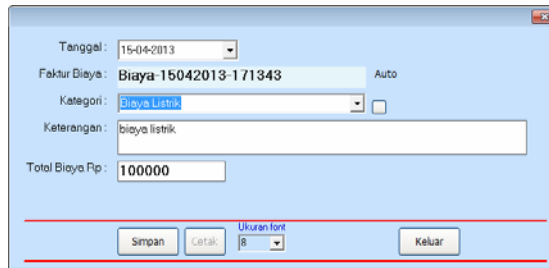 Tanggal : 15-04-2013
Faktur Biaya : Biaya-15042013-171343 Auto
Kategori : Biaya Listrik
Keterangan : biaya listrik
Total Biaya Rp : 100000
Ukuran font
Simpan Cetak 8 Keluar